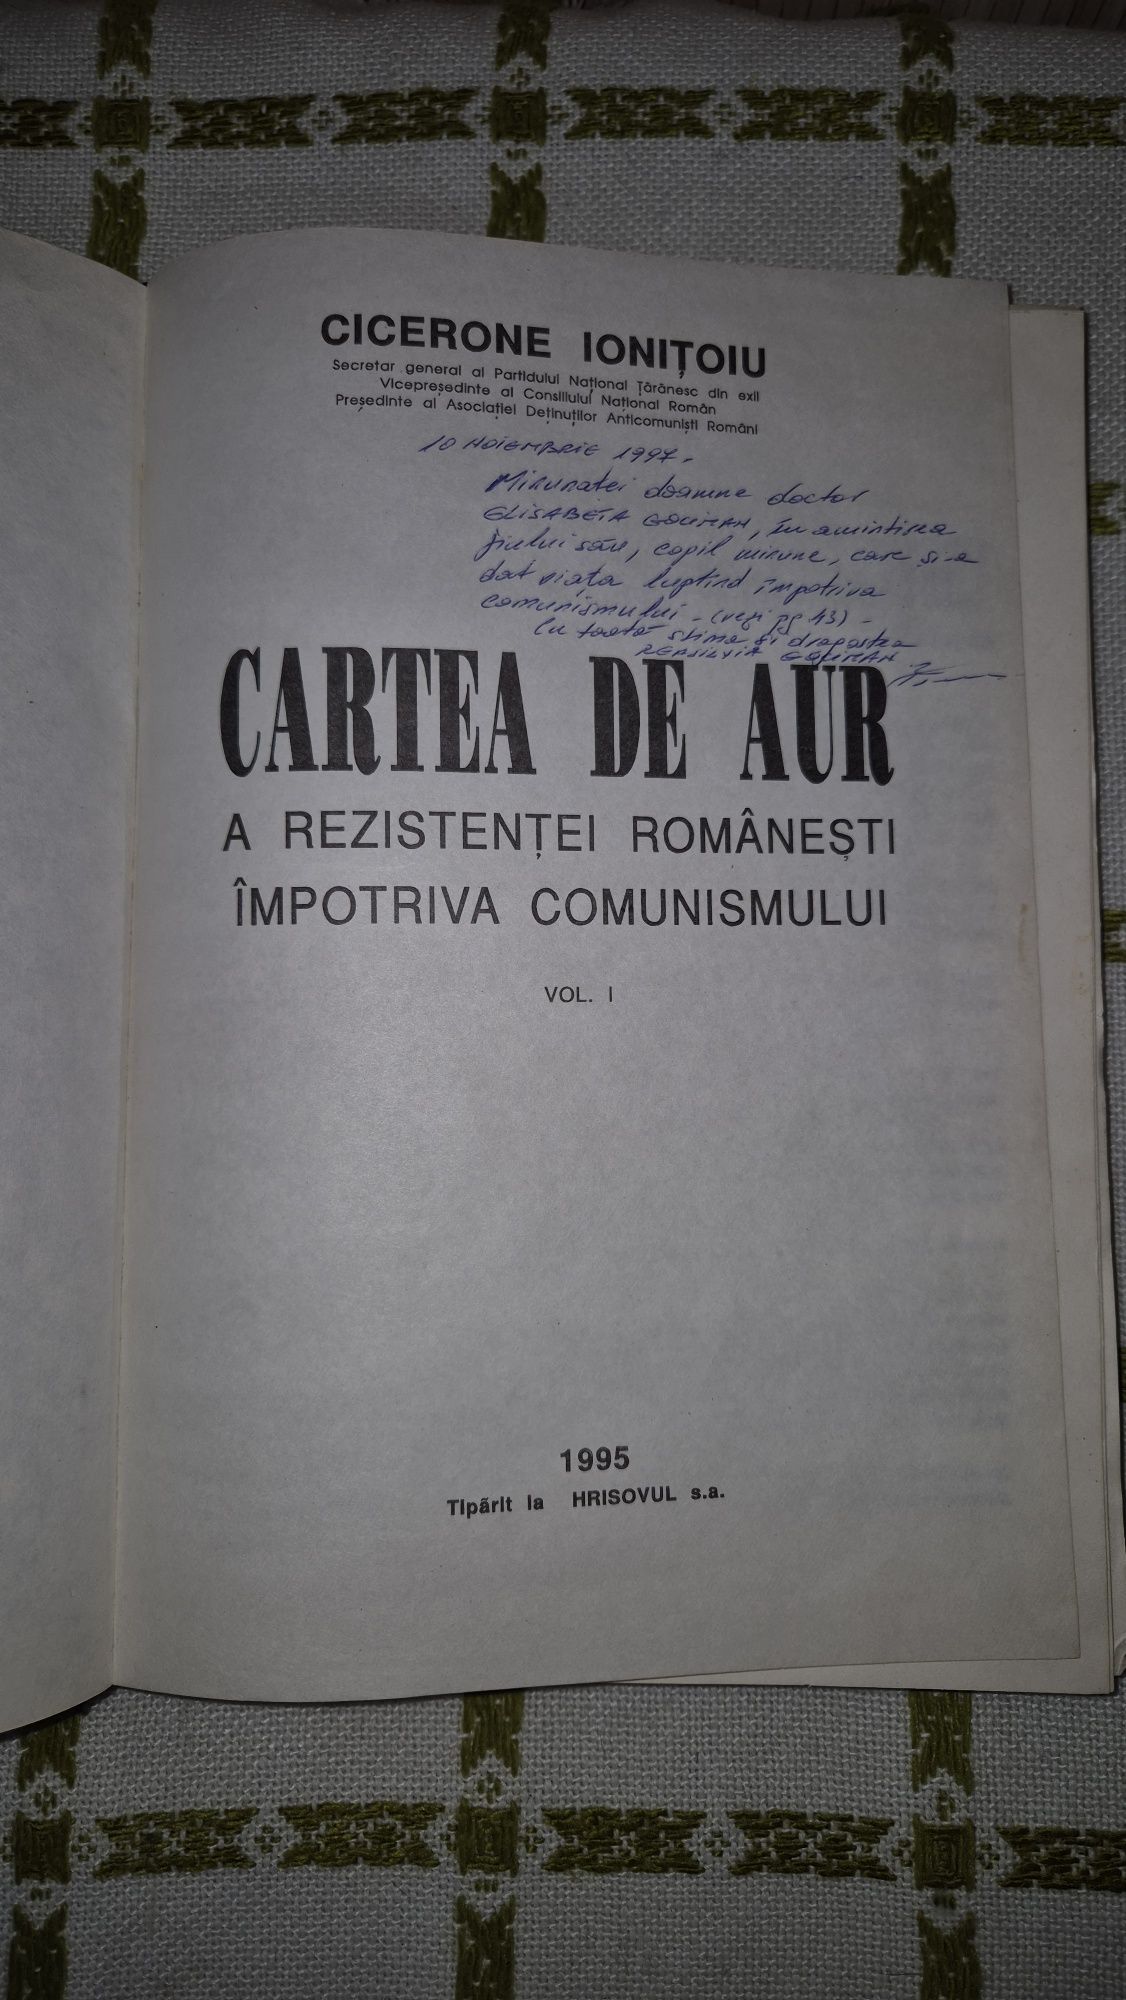 CICERONE IONIȚOIU
Secretar general al Partidului Național Țărănesc din exil
Vicepreședinte al Consiliului Național Român
Președinte al Asociației Deținuților Anticomuniști Români
10 NOIEMBRIE 1997.
Minunatei doamne doctor
ELISABETA, în amintirea
fiului său, copil minune, care și-a
dat viața luptînd împotriva
comunismului - (vezi pg 43) -
Cu toată stima și dragostea
CARTEA DE AUR
A REZISTENȚEI ROMÂNEȘTI
ÎMPOTRIVA COMUNISMULUI
VOL. I
1995
Tipărit la HRISOVUL s.a.